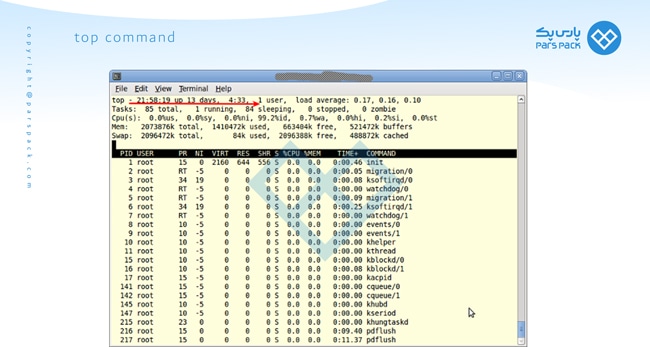 پارس پک
PARS PACK
top command
copyright@parspack.com
File Edit View Terminal Help
top - 21:58:19 up 13 days, 4:33, 1 user, load average: 0.17, 0.16, 0.10
Tasks: 85 total, 1 running, 84 sleeping, 0 stopped, 0 zombie
Cpu(s): 0.0%us, 0.0%sy, 0.0%ni, 99.2%id, 0.7%wa, 0.0%hi, 0.2%si, 0.0%st
Mem: 2073876k total, 1410472k used, 663404k free, 521472k buffers
Swap: 2096472k total, 84k used, 2096388k free, 488872k cached
PID USER PR NI VIRT RES SHR S %CPU %MEM TIME+ COMMAND
1 root 15 0 2160 644 556 S 0.0 0.0 0:00.46 init
2 root RT -5 0 0 0 S 0.0 0.0 0:00.05 migration/0
3 root 34 19 0 0 0 S 0.0 0.0 0:00.08 ksoftirqd/0
4 root RT -5 0 0 0 S 0.0 0.0 0:00.00 watchdog/0
5 root RT -5 0 0 0 S 0.0 0.0 0:00.09 migration/1
6 root 34 19 0 0 0 S 0.0 0.0 0:00.25 ksoftirqd/1
7 root RT -5 0 0 0 S 0.0 0.0 0:00.00 watchdog/1
8 root 10 -5 0 0 0 S 0.0 0.0 0:00.00 events/0
9 root 10 -5 0 0 0 S 0.0 0.0 0:00.00 events/1
10 root 10 -5 0 0 0 S 0.0 0.0 0:00.00 khelper
11 root 10 -5 0 0 0 S 0.0 0.0 0:00.00 kthread
15 root 10 -5 0 0 0 S 0.0 0.0 0:00.00 kblockd/0
16 root 10 -5 0 0 0 S 0.0 0.0 0:00.08 kblockd/1
17 root 15 -5 0 0 0 S 0.0 0.0 0:00.00 kacpid
141 root 20 -5 0 0 0 S 0.0 0.0 0:00.00 cqueue/0
142 root 15 -5 0 0 0 S 0.0 0.0 0:00.00 cqueue/1
145 root 10 -5 0 0 0 S 0.0 0.0 0:00.00 khubd
147 root 10 -5 0 0 0 S 0.0 0.0 0:00.00 kseriod
215 root 23 0 0 0 0 S 0.0 0.0 0:00.00 khungtaskd
216 root 15 0 0 0 0 S 0.0 0.0 0:09.40 pdflush
217 root 15 0 0 0 0 S 0.0 0.0 0:11.37 pdflush